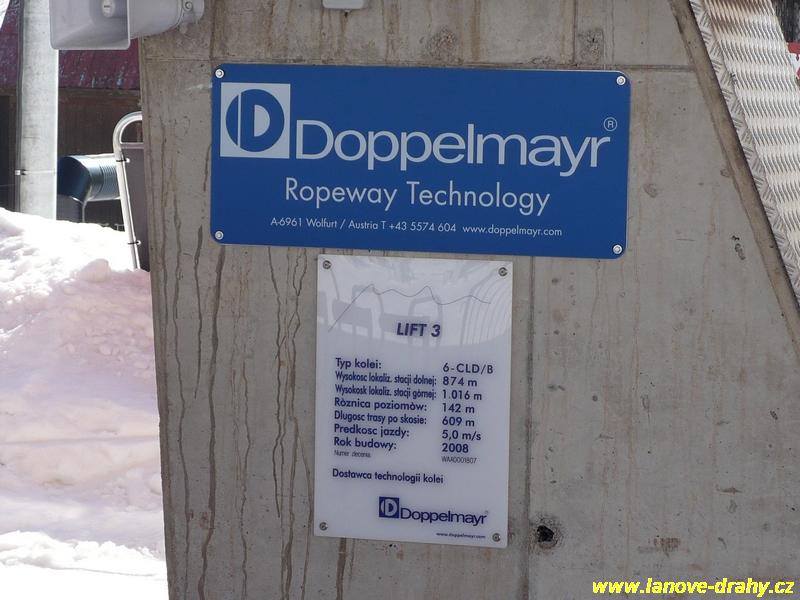 Doppelmayr ®
Ropeway Technology
A-6961 Wolfurt / Austria T +43 5574 604 www.doppelmayr.com
LIFT 3
Typ kolei: 6-CLD/B
Wysokosc lokaliz. stacji dolnej: 874 m
Wysokosk lokaliz. stacji górnej: 1.016 m
Róznica poziomów: 142 m
Dlugosc trasy po skosie: 609 m
Predkosc jazdy: 5,0 m/s
Rok budowy: 2008
Numer zlecenia WAA0001807
Dostawca technologii kolei
Doppelmayr
www.doppelmayr.com
www.lanove-drahy.cz